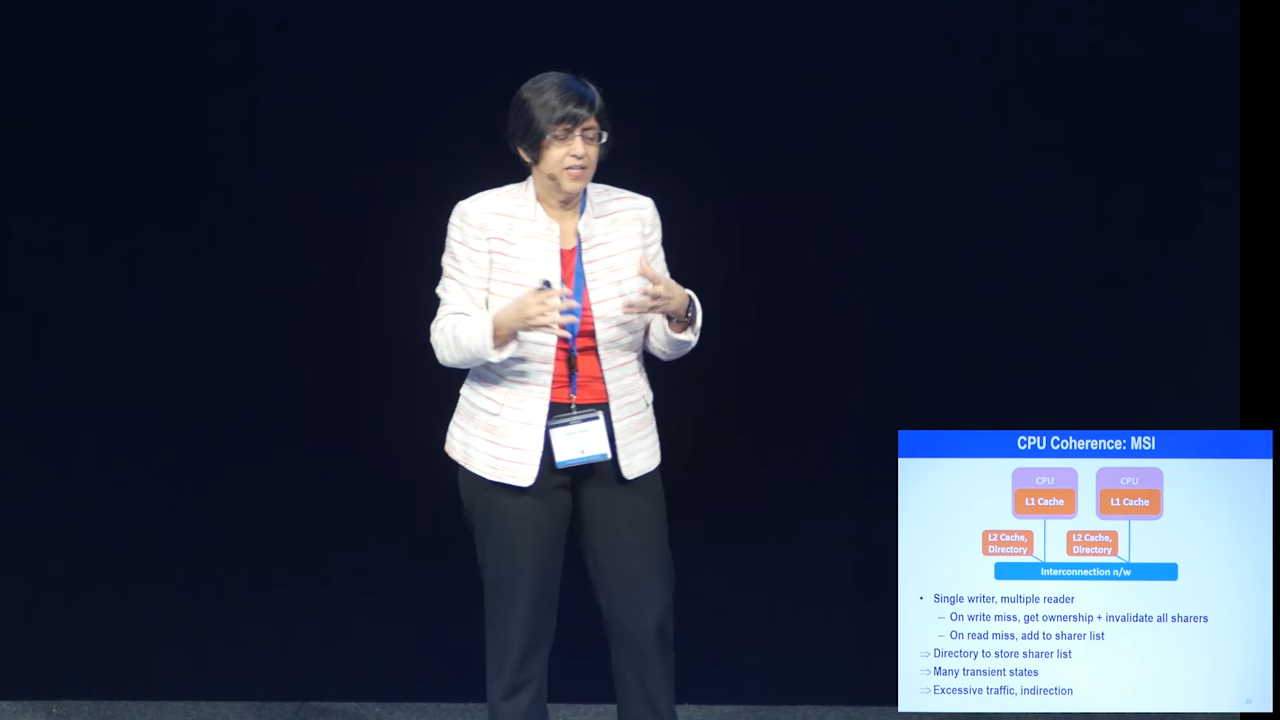 CPU Coherence: MSI
CPU CPU
L1 Cache L1 Cache
L2 Cache, L2 Cache,
Directory Directory
Interconnection n/w
• Single writer, multiple reader
– On write miss, get ownership + invalidate all sharers
– On read miss, add to sharer list
⇒ Directory to store sharer list
⇒ Many transient states
⇒ Excessive traffic, indirection